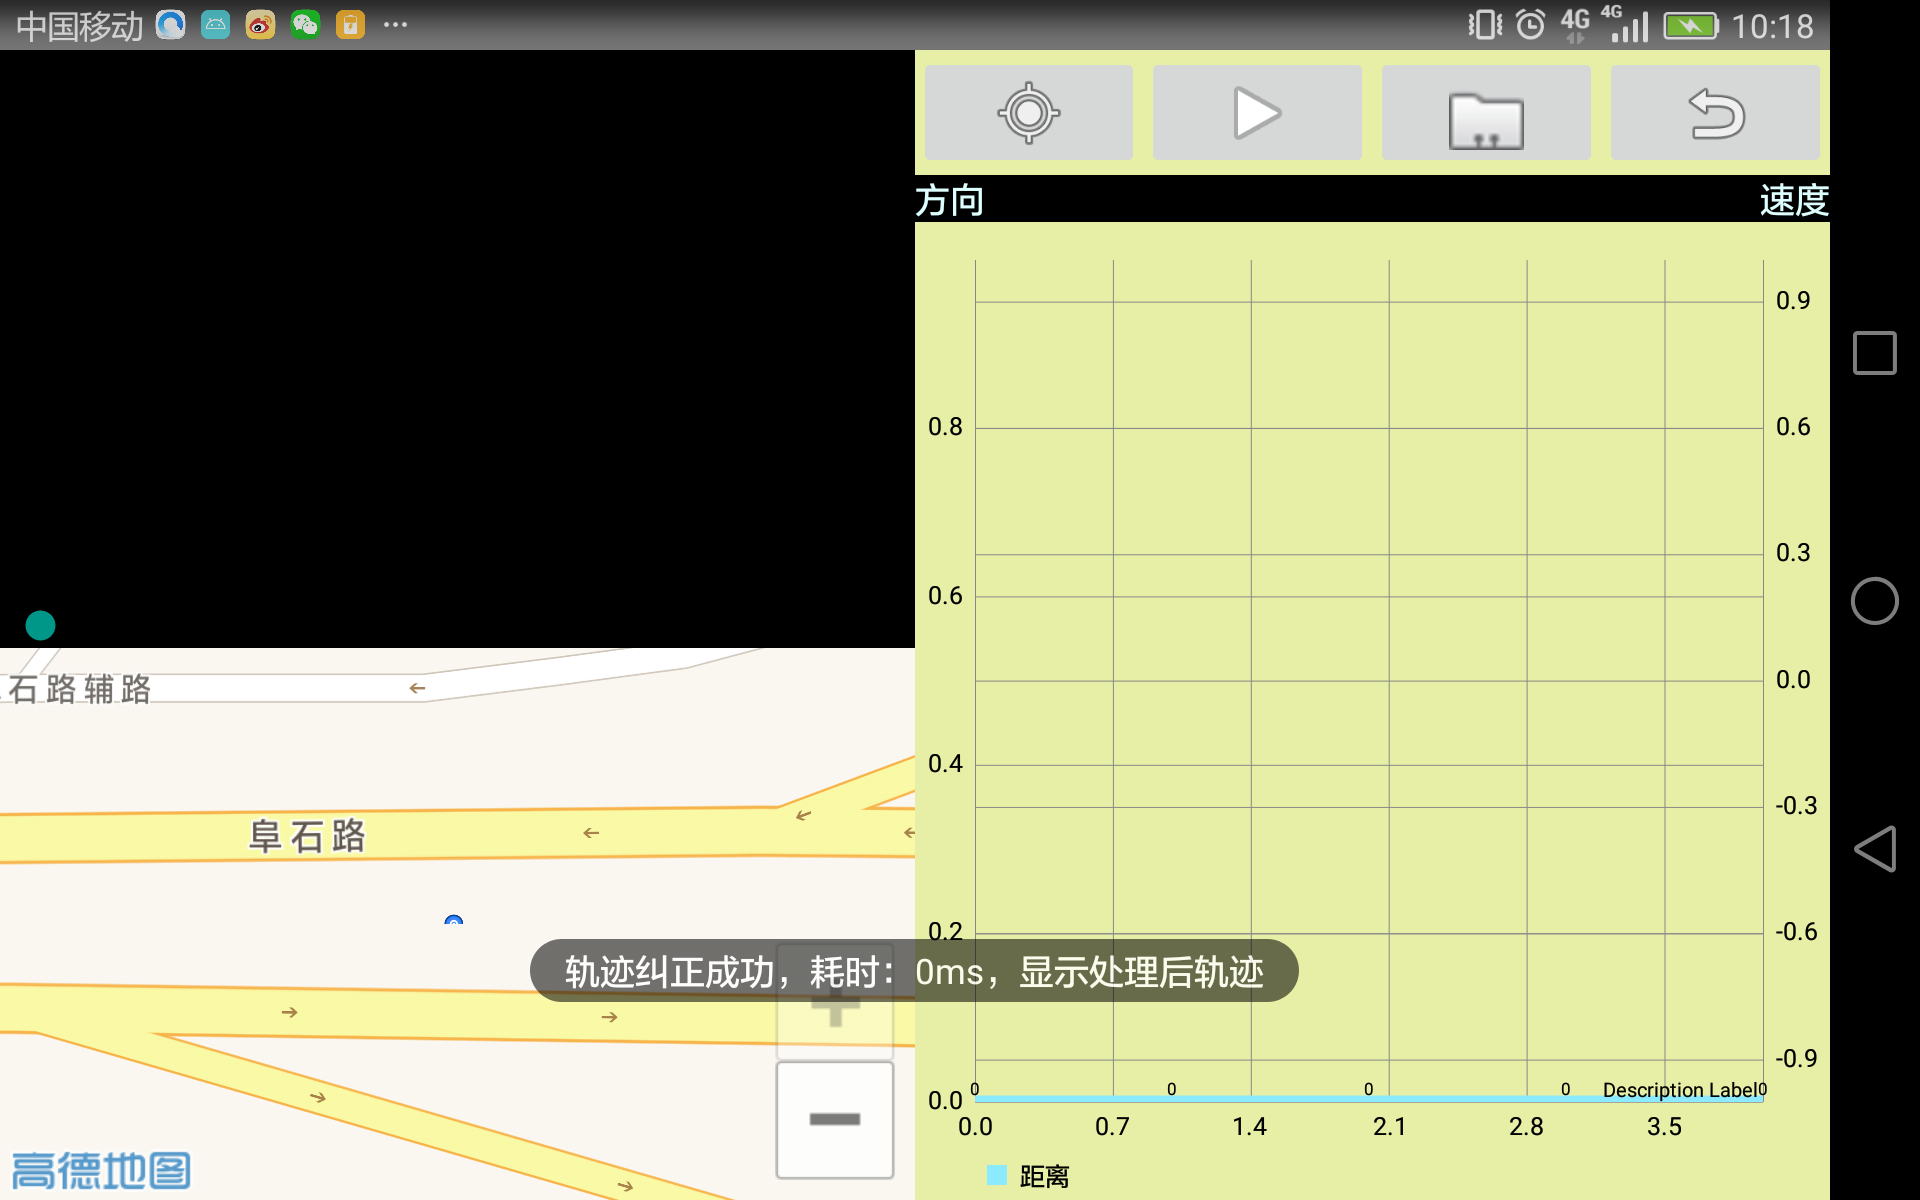 中国移动
4G
4G
10:18
方向
速度
0.9
0.8
0.6
0.3
0.6
0.0
0.4
-0.3
0.2
-0.6
-0.9
0.0
0
0
0
0
Description Label
0
0.0
0.7
1.4
2.1
2.8
3.5
距离
石路辅路
阜石路
轨迹纠正成功，耗时：0ms，显示处理后轨迹
高德地图